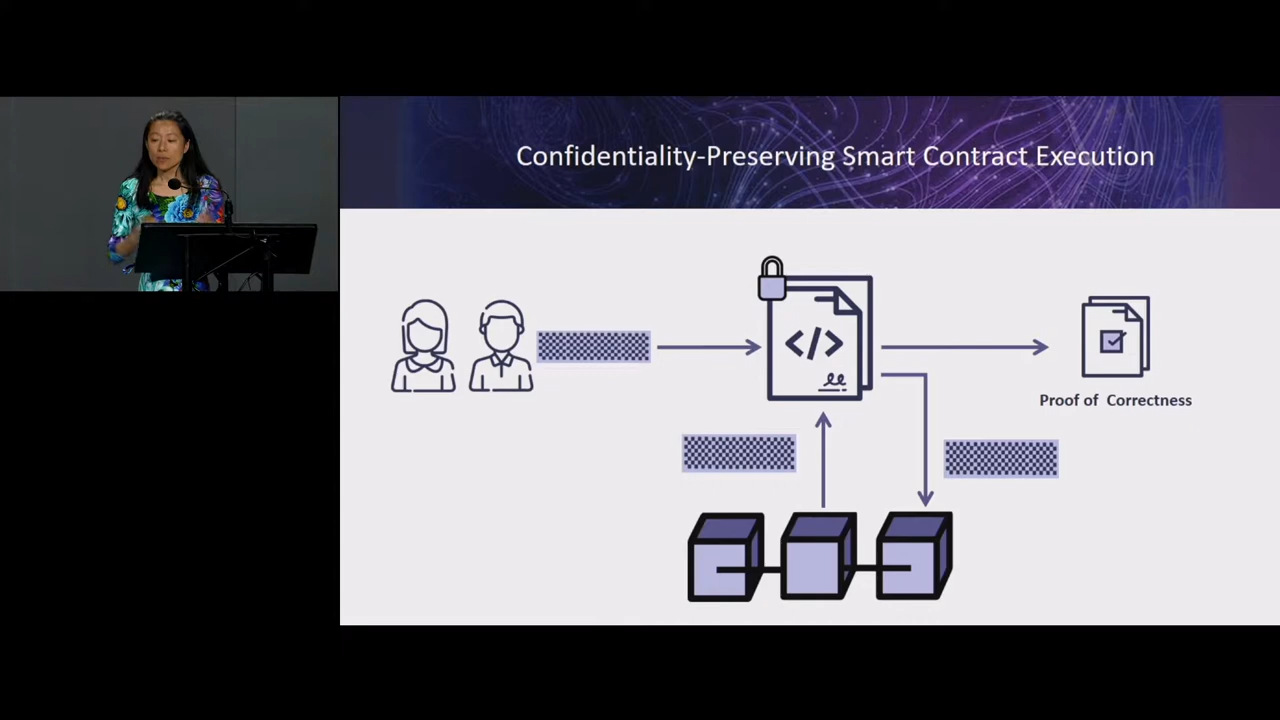 Confidentiality-Preserving Smart Contract Execution
</>
Proof of Correctness